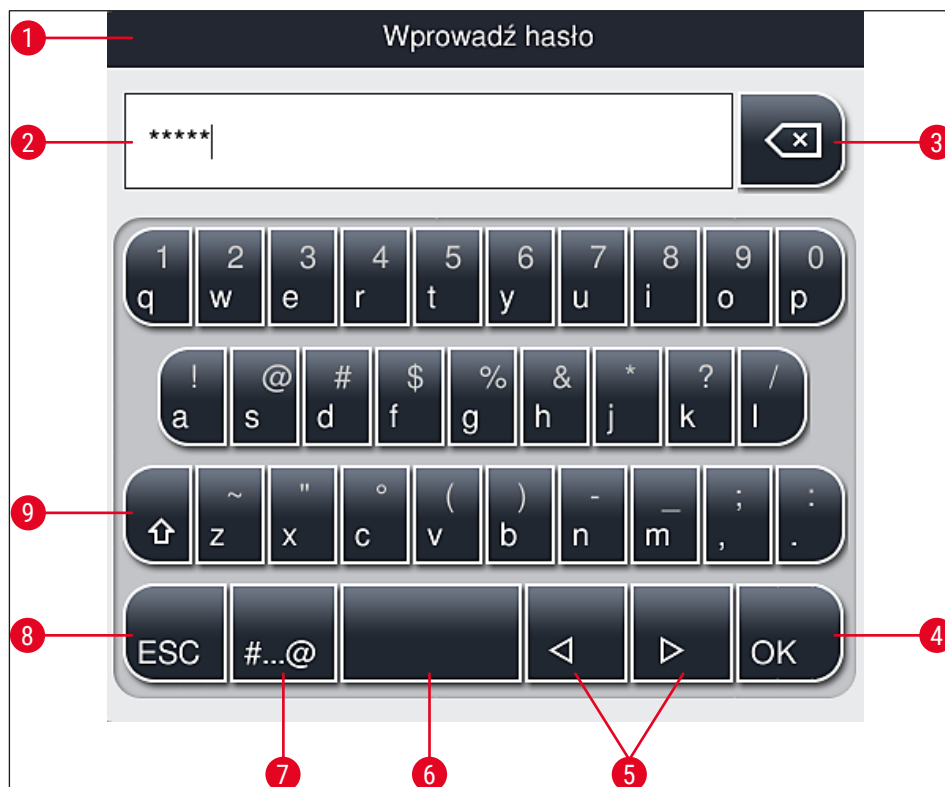 1 Wprowadź hasło
2 ***** 3
1 2 3 4 5 6 7 8 9 0
q w e r t y u i o p
! @ # $ % & * ? /
a s d f g h j k l
~ " ° ( ) - _ ; :
9 z x c v b n m , .
8 ESC #...@ OK 4
7 6 5